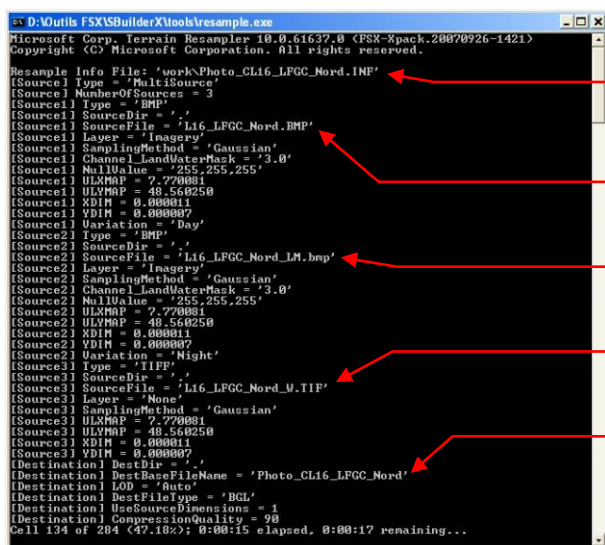 D:\Outils FSX\SBuilderX\tools\resample.exe
Microsoft Corp. Terrain Resampler 10.0.61637.0 (FSX-Xpack.20070926-1421)
Copyright (C) Microsoft Corporation. All rights reserved.
Resample Info File: 'work\Photo_CL16_LFGC_Nord.INF'
[Source] Type = 'MultiSource'
[Source] NumberOfSources = 3
[Source1] Type = 'BMP'
[Source1] SourceDir = '.'
[Source1] SourceFile = 'L16_LFGC_Nord.BMP'
[Source1] Layer = 'Imagery'
[Source1] SamplingMethod = 'Gaussian'
[Source1] Channel_LandWaterMask = '3.0'
[Source1] NullValue = '255,255,255'
[Source1] ULXMAP = 7.770081
[Source1] ULYMAP = 48.560250
[Source1] XDIM = 0.000011
[Source1] YDIM = 0.000007
[Source1] Variation = 'Day'
[Source2] Type = 'BMP'
[Source2] SourceDir = '.'
[Source2] SourceFile = 'L16_LFGC_Nord_LM.bmp'
[Source2] Layer = 'Imagery'
[Source2] SamplingMethod = 'Gaussian'
[Source2] Channel_LandWaterMask = '3.0'
[Source2] NullValue = '255,255,255'
[Source2] ULXMAP = 7.770081
[Source2] ULYMAP = 48.560250
[Source2] XDIM = 0.000011
[Source2] YDIM = 0.000007
[Source2] Variation = 'Night'
[Source3] Type = 'TIFF'
[Source3] SourceDir = '.'
[Source3] SourceFile = 'L16_LFGC_Nord_W.TIF'
[Source3] Layer = 'None'
[Source3] SamplingMethod = 'Gaussian'
[Source3] ULXMAP = 7.770081
[Source3] ULYMAP = 48.560250
[Source3] XDIM = 0.000011
[Source3] YDIM = 0.000007
[Destination] DestDir = '.'
[Destination] DestBaseFileName = 'Photo_CL16_LFGC_Nord'
[Destination] LOD = 'Auto'
[Destination] DestFileType = 'BGL'
[Destination] UseSourceDimensions = 1
[Destination] CompressionQuality = 90
Cell 134 of 284 (47.18%); 0:00:15 elapsed, 0:00:17 remaining...